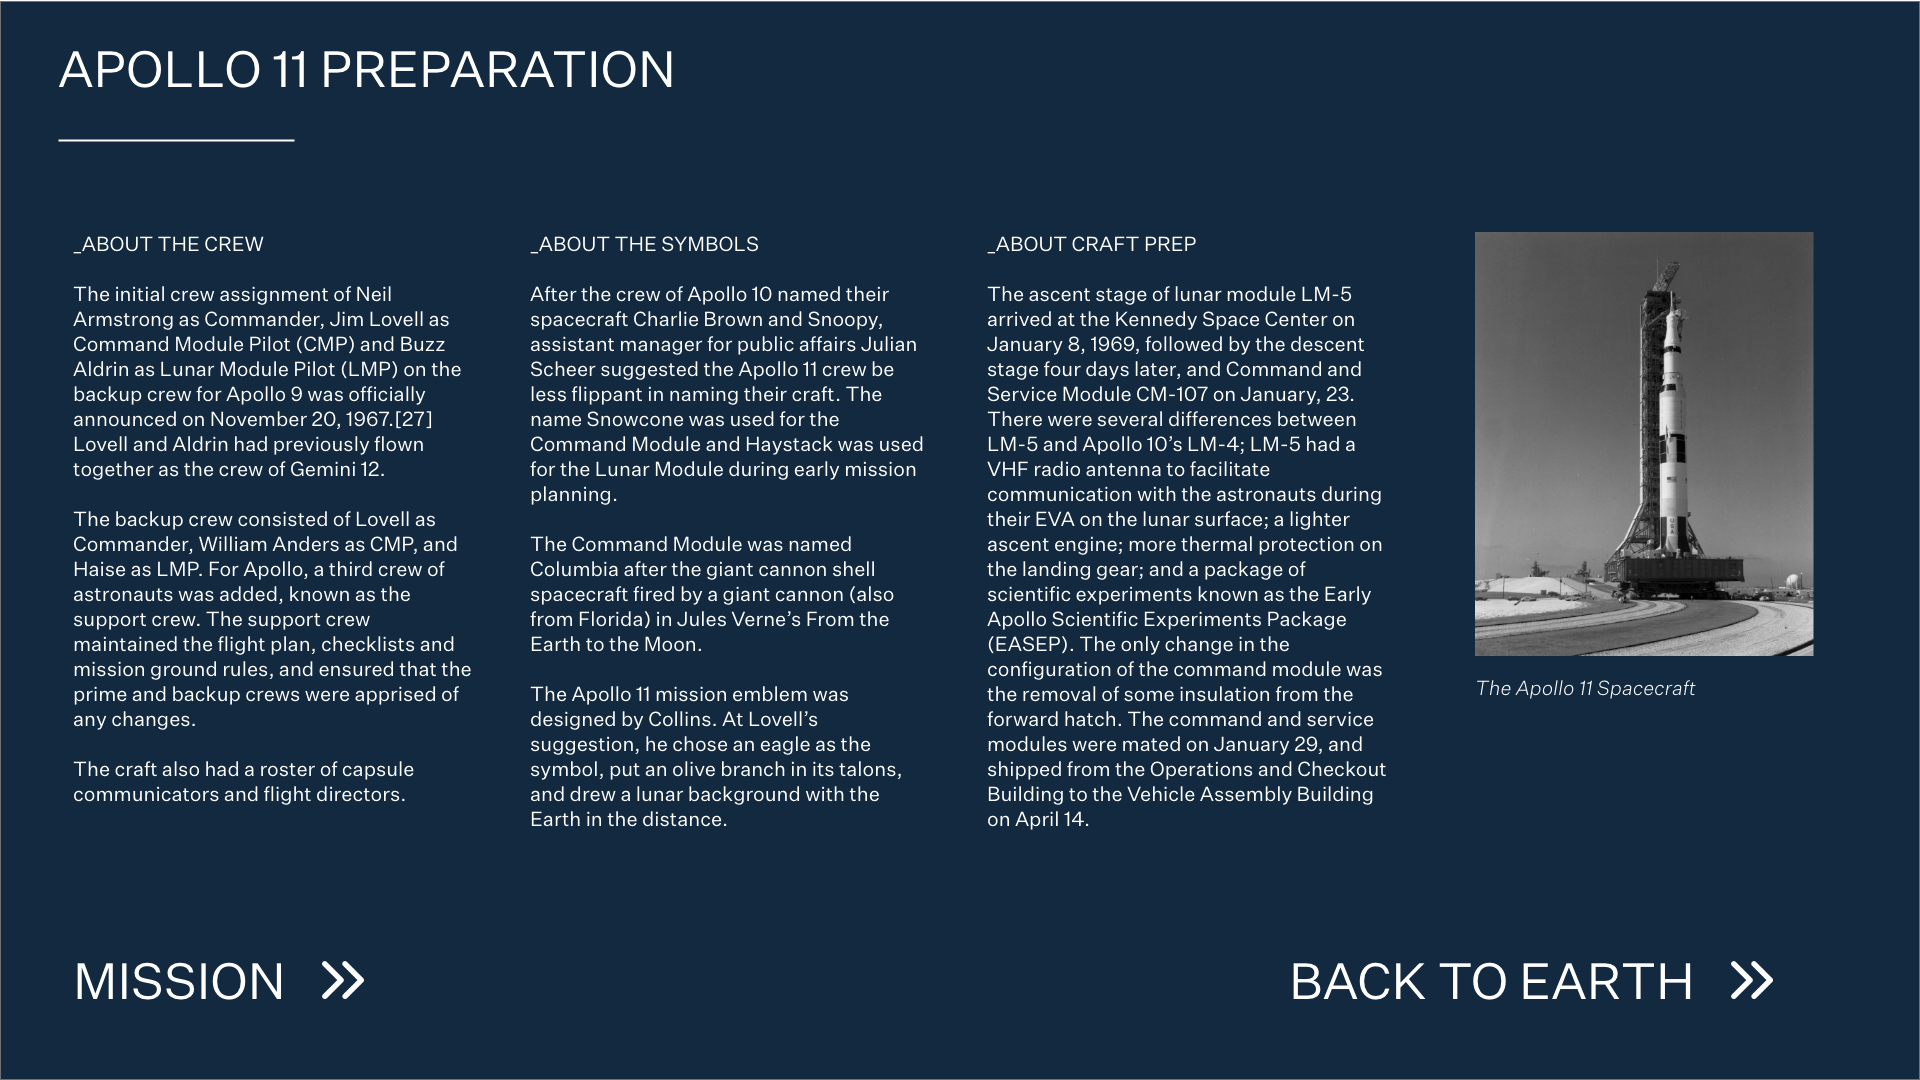 APOLLO 11 PREPARATION
_ABOUT THE CREW
The initial crew assignment of Neil
Armstrong as Commander, Jim Lovell as
Command Module Pilot (CMP) and Buzz
Aldrin as Lunar Module Pilot (LMP) on the
backup crew for Apollo 9 was officially
announced on November 20, 1967.[27]
Lovell and Aldrin had previously flown
together as the crew of Gemini 12.
The backup crew consisted of Lovell as
Commander, William Anders as CMP, and
Haise as LMP. For Apollo, a third crew of
astronauts was added, known as the
support crew. The support crew
maintained the flight plan, checklists and
mission ground rules, and ensured that the
prime and backup crews were apprised of
any changes.
The craft also had a roster of capsule
communicators and flight directors.
_ABOUT THE SYMBOLS
After the crew of Apollo 10 named their
spacecraft Charlie Brown and Snoopy,
assistant manager for public affairs Julian
Scheer suggested the Apollo 11 crew be
less flippant in naming their craft. The
name Snowcone was used for the
Command Module and Haystack was used
for the Lunar Module during early mission
planning.
The Command Module was named
Columbia after the giant cannon shell
spacecraft fired by a giant cannon (also
from Florida) in Jules Verne’s From the
Earth to the Moon.
The Apollo 11 mission emblem was
designed by Collins. At Lovell’s
suggestion, he chose an eagle as the
symbol, put an olive branch in its talons,
and drew a lunar background with the
Earth in the distance.
_ABOUT CRAFT PREP
The ascent stage of lunar module LM-5
arrived at the Kennedy Space Center on
January 8, 1969, followed by the descent
stage four days later, and Command and
Service Module CM-107 on January, 23.
There were several differences between
LM-5 and Apollo 10’s LM-4; LM-5 had a
VHF radio antenna to facilitate
communication with the astronauts during
their EVA on the lunar surface; a lighter
ascent engine; more thermal protection on
the landing gear; and a package of
scientific experiments known as the Early
Apollo Scientific Experiments Package
(EASEP). The only change in the
configuration of the command module was
the removal of some insulation from the
forward hatch. The command and service
modules were mated on January 29, and
shipped from the Operations and Checkout
Building to the Vehicle Assembly Building
on April 14.
USA
The Apollo 11 Spacecraft
MISSION
BACK TO EARTH